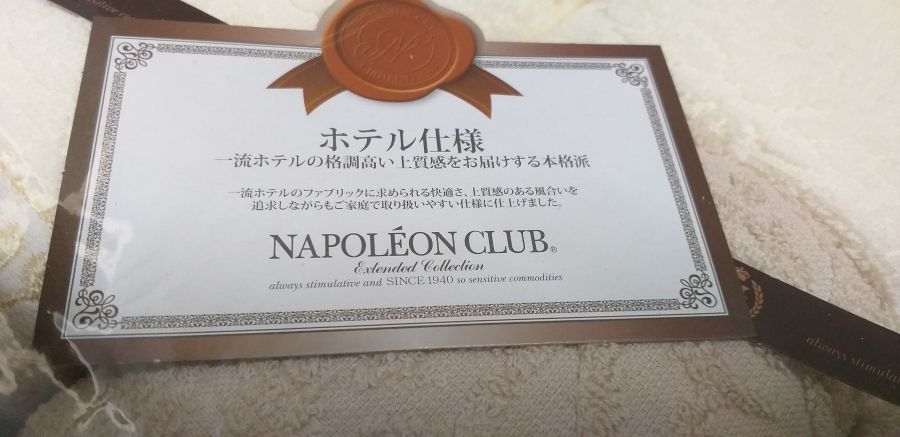 N
ホテル仕様
一流ホテルの格調高い上質感をお届けする本格派
一流ホテルのファブリックに求められる快適さ、上質感のある風合いを
追求しながらもご家庭で取り扱いやすい仕様に仕上げました。
NAPOLÉON CLUB®
Extended Collection
always stimulative and SINCE 1940 so sensitive commodities
always stimula